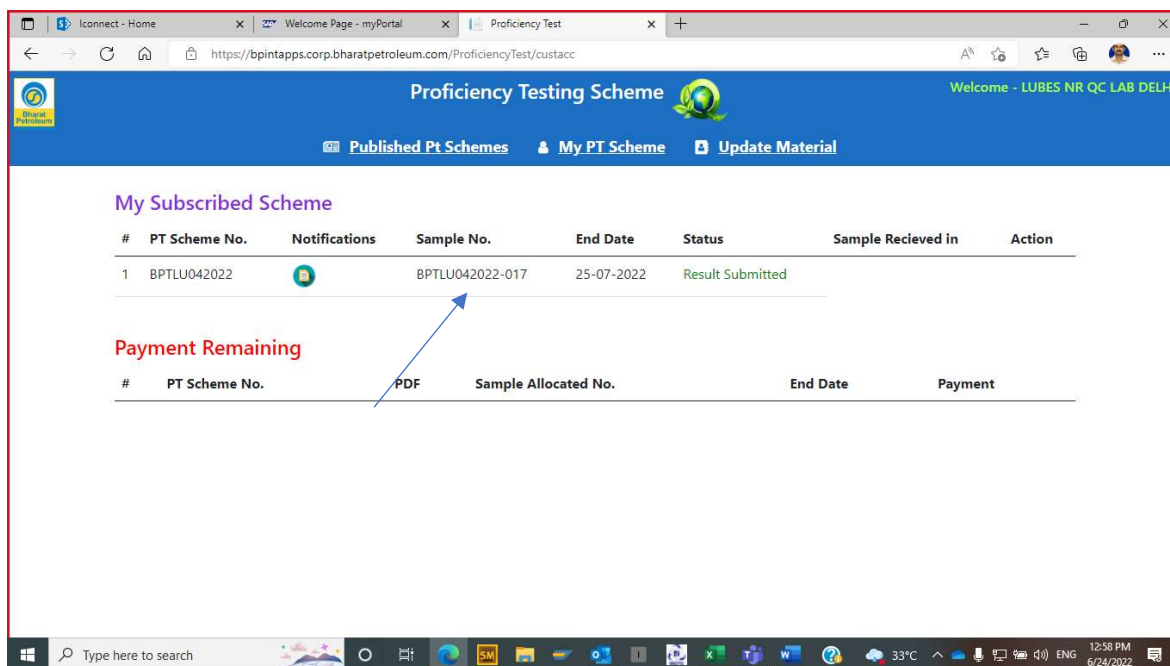 Iconnect - Home
Welcome Page - myPortal
Proficiency Test
https://bpintapps.corp.bharatpetroleum.com/ProficiencyTest/custacc
Bharat
Petroleum
Proficiency Testing Scheme
Welcome - LUBES NR QC LAB DELH
Published Pt Schemes
My PT Scheme
Update Material
My Subscribed Scheme
# PT Scheme No. Notifications Sample No. End Date Status Sample Recieved in Action
1 BPTLU042022 BPTLU042022-017 25-07-2022 Result Submitted
Payment Remaining
# PT Scheme No. PDF Sample Allocated No. End Date Payment
Type here to search
SM
33°C
ENG
12:58 PM
6/24/2022